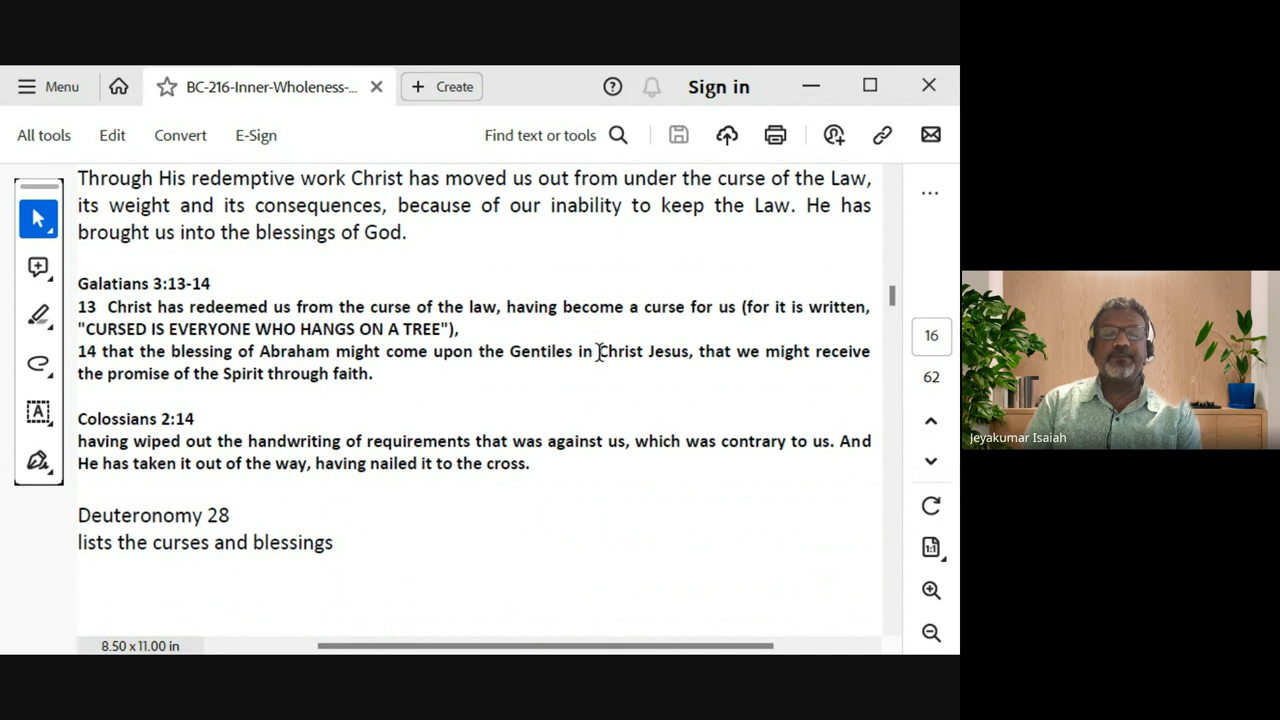 Menu
BC-216-Inner-Wholeness-...
Create
Sign in
All tools
Edit
Convert
E-Sign
Find text or tools
Through His redemptive work Christ has moved us out from under the curse of the Law,
its weight and its consequences, because of our inability to keep the Law. He has
brought us into the blessings of God.
Galatians 3:13-14
13 Christ has redeemed us from the curse of the law, having become a curse for us (for it is written,
"CURSED IS EVERYONE WHO HANGS ON A TREE"),
14 that the blessing of Abraham might come upon the Gentiles in Christ Jesus, that we might receive
the promise of the Spirit through faith.
Colossians 2:14
having wiped out the handwriting of requirements that was against us, which was contrary to us. And
He has taken it out of the way, having nailed it to the cross.
Deuteronomy 28
lists the curses and blessings
8.50 x 11.00 in
16
62
1:1
Jeyakumar Isaiah